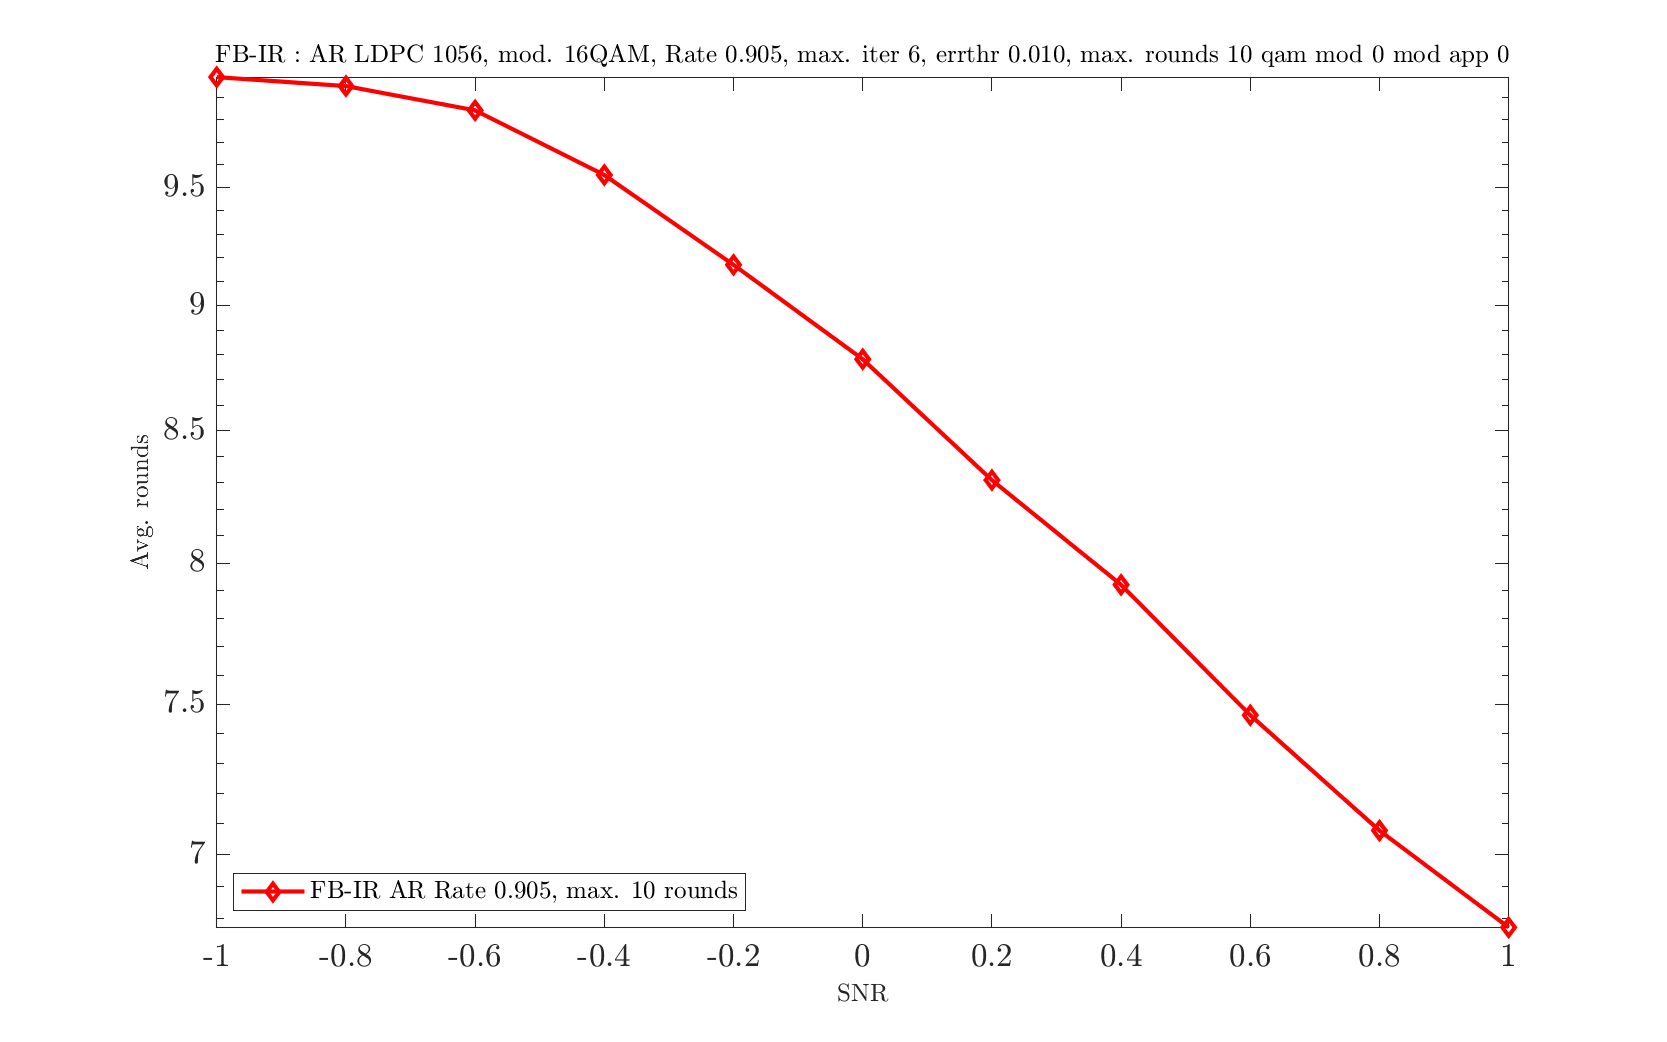 FB-IR : AR LDPC 1056, mod. 16QAM, Rate 0.905, max. iter 6, errthr 0.010, max. rounds 10 qam mod 0 mod app 0
9.5
9
8.5
8
7.5
7
Avg. rounds
FB-IR AR Rate 0.905, max. 10 rounds
-1 -0.8 -0.6 -0.4 -0.2 0 0.2 0.4 0.6 0.8 1
SNR